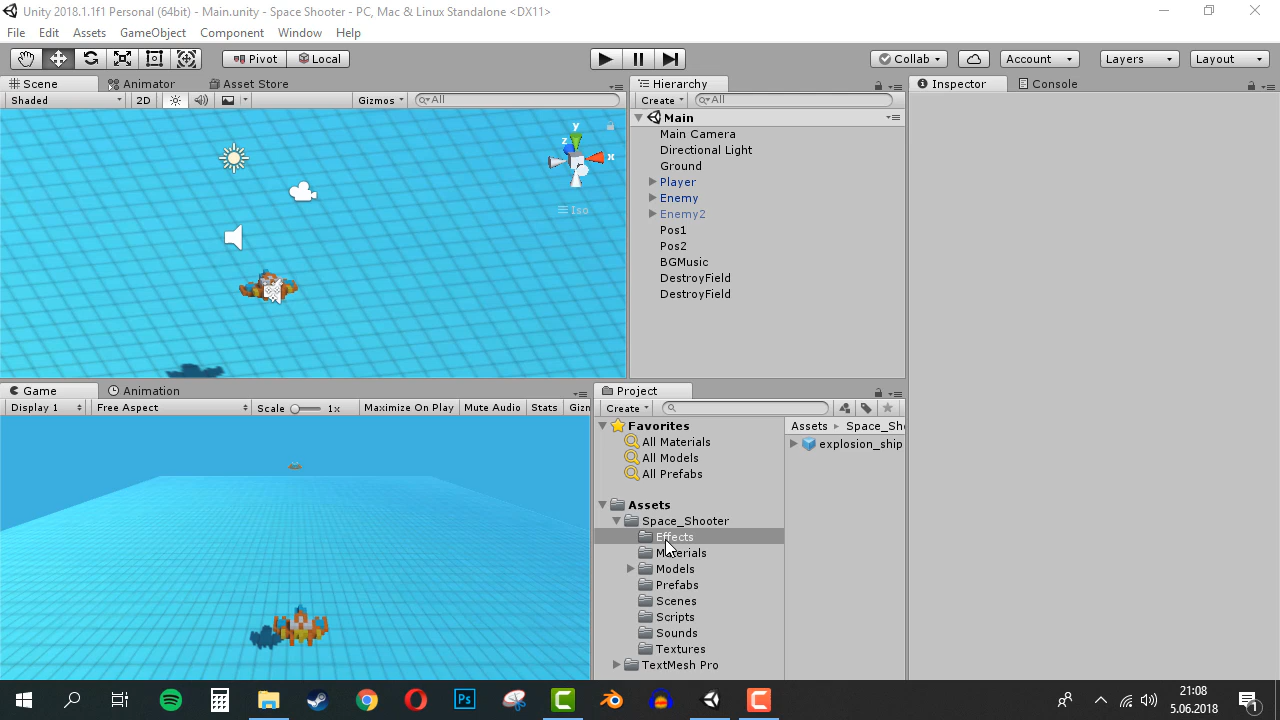 Unity 2018.1.1f1 Personal (64bit) - Main.unity - Space Shooter - PC, Mac & Linux Standalone <DX11>
File Edit Assets GameObject Component Window Help
Pivot Local Collab Account Layers Layout
Scene Animator Asset Store
Shaded 2D Gizmos All
y
z
x
Iso
Hierarchy
Create All
Main
Main Camera
Directional Light
Ground
Player
Enemy
Enemy2
Pos1
Pos2
BGMusic
DestroyField
DestroyField
Inspector Console
Game Animation
Display 1 Free Aspect Scale 1x Maximize On Play Mute Audio Stats Gizn
Project
Create
Favorites
All Materials
All Models
All Prefabs
Assets
Space_Shooter
Effects
Materials
Models
Prefabs
Scenes
Scripts
Sounds
Textures
TextMesh Pro
Assets Space_Sh
explosion_ship
Ps
21:08
5.06.2018
1